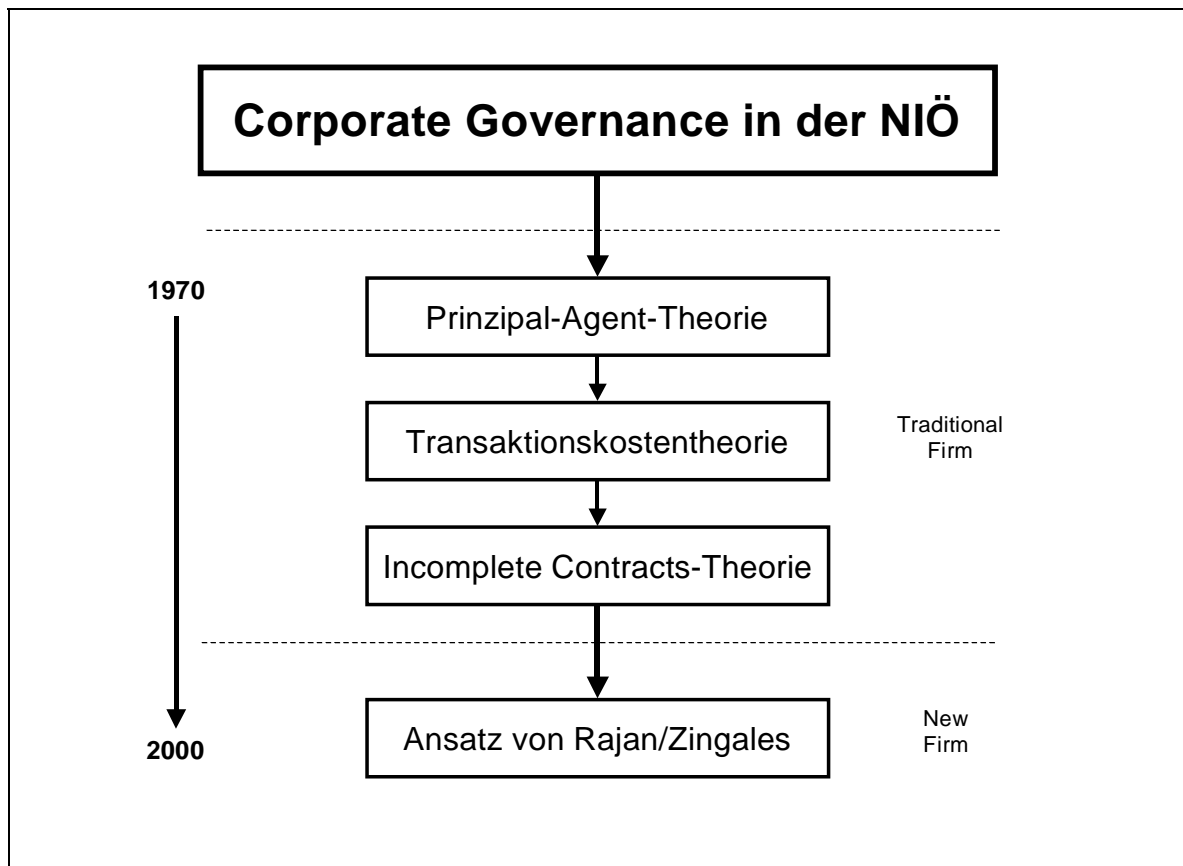 Corporate Governance in der NIÖ
1970
Prinzipal-Agent-Theorie
Transaktionskostentheorie
Traditional
Firm
Incomplete Contracts-Theorie
Ansatz von Rajan/Zingales
New
Firm
2000